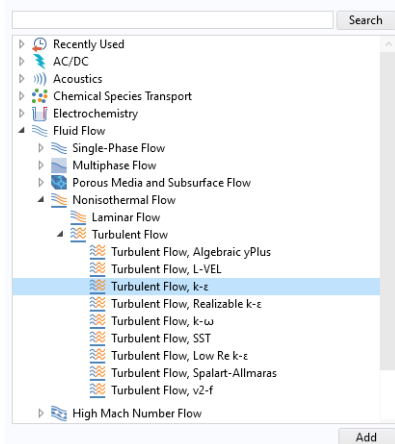 Search
Recently Used
AC/DC
Acoustics
Chemical Species Transport
Electrochemistry
Fluid Flow
Single-Phase Flow
Multiphase Flow
Porous Media and Subsurface Flow
Nonisothermal Flow
Laminar Flow
Turbulent Flow
Turbulent Flow, Algebraic yPlus
Turbulent Flow, L-VEL
Turbulent Flow, k-ε
Turbulent Flow, Realizable k-ε
Turbulent Flow, k-ω
Turbulent Flow, SST
Turbulent Flow, Low Re k-ε
Turbulent Flow, Spalart-Allmaras
Turbulent Flow, v2-f
High Mach Number Flow
Add